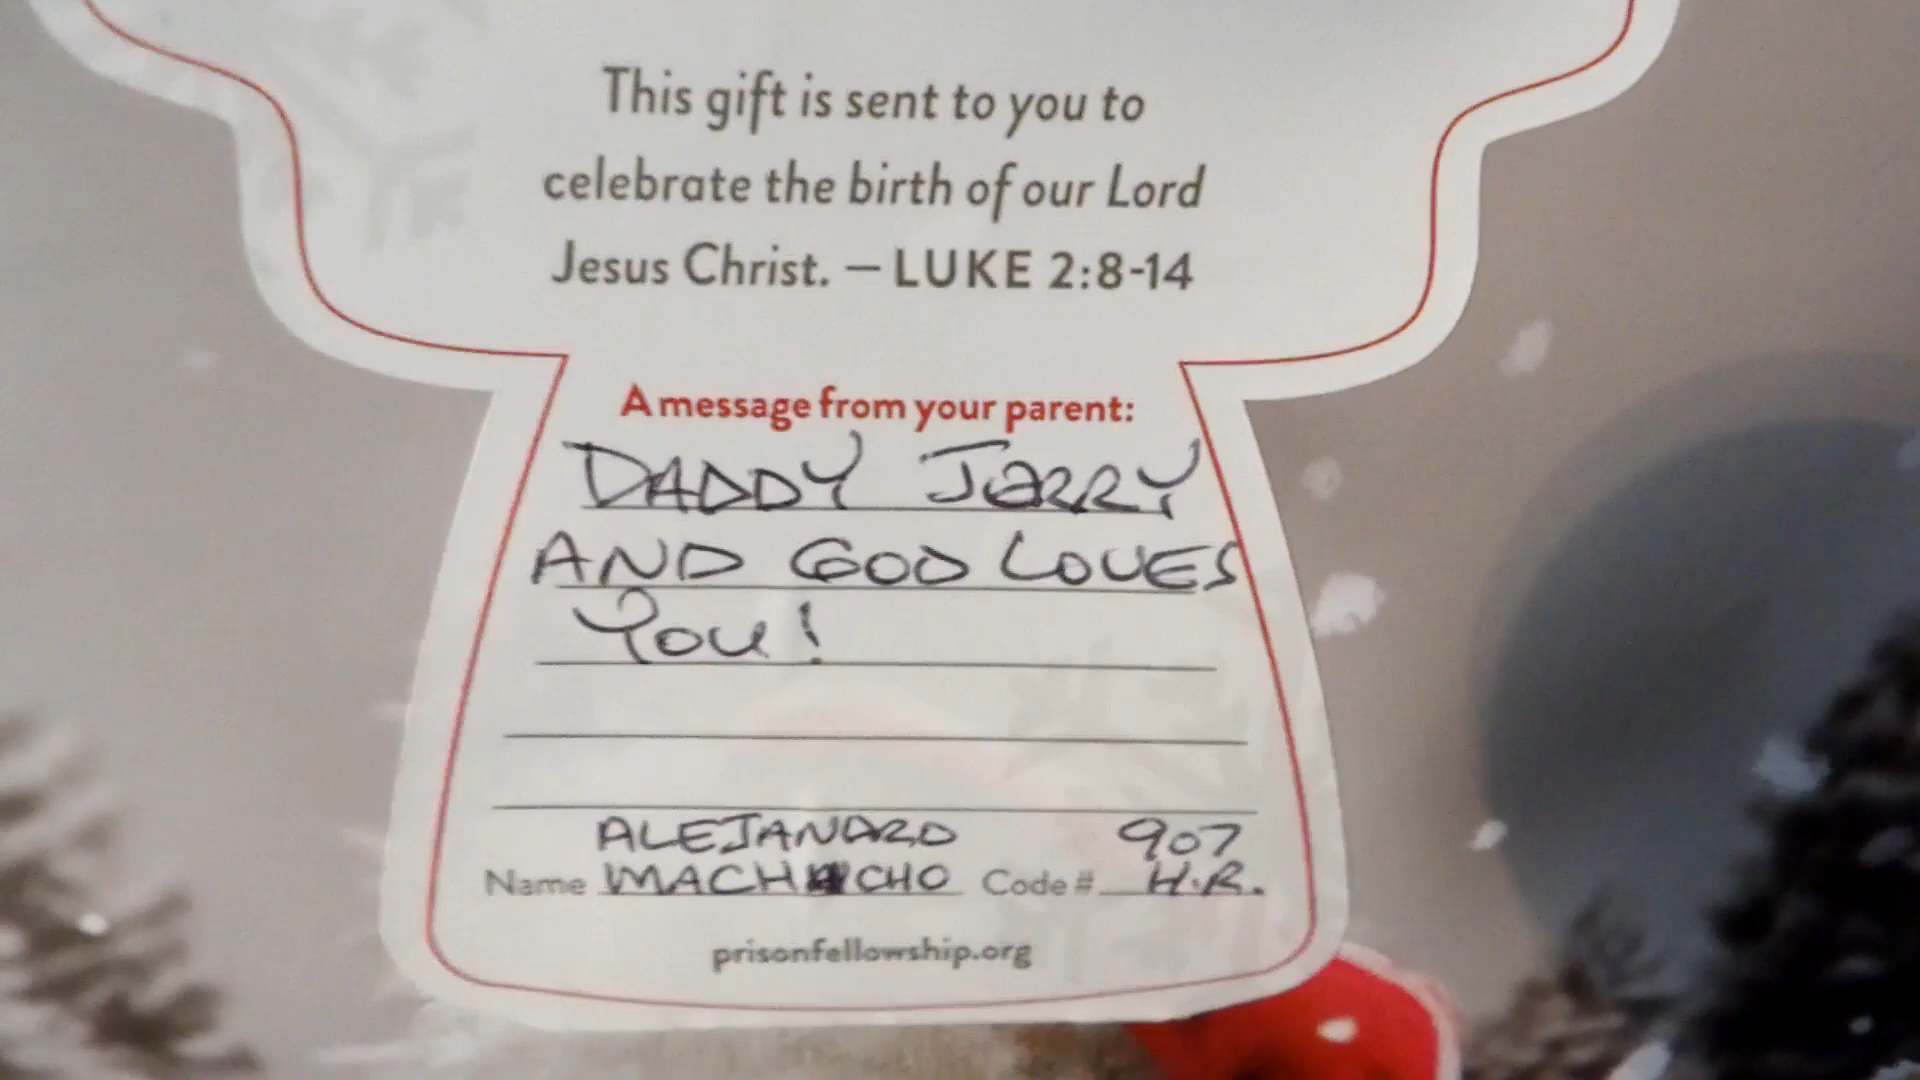 This gift is sent to you to
celebrate the birth of our Lord
Jesus Christ. — LUKE 2:8-14
A message from your parent:
DADDY JERRY
AND GOD LOVES
You!
ALEJANDRO 907
Name MACHUCHO Code # H.R.
prisonfellowship.org